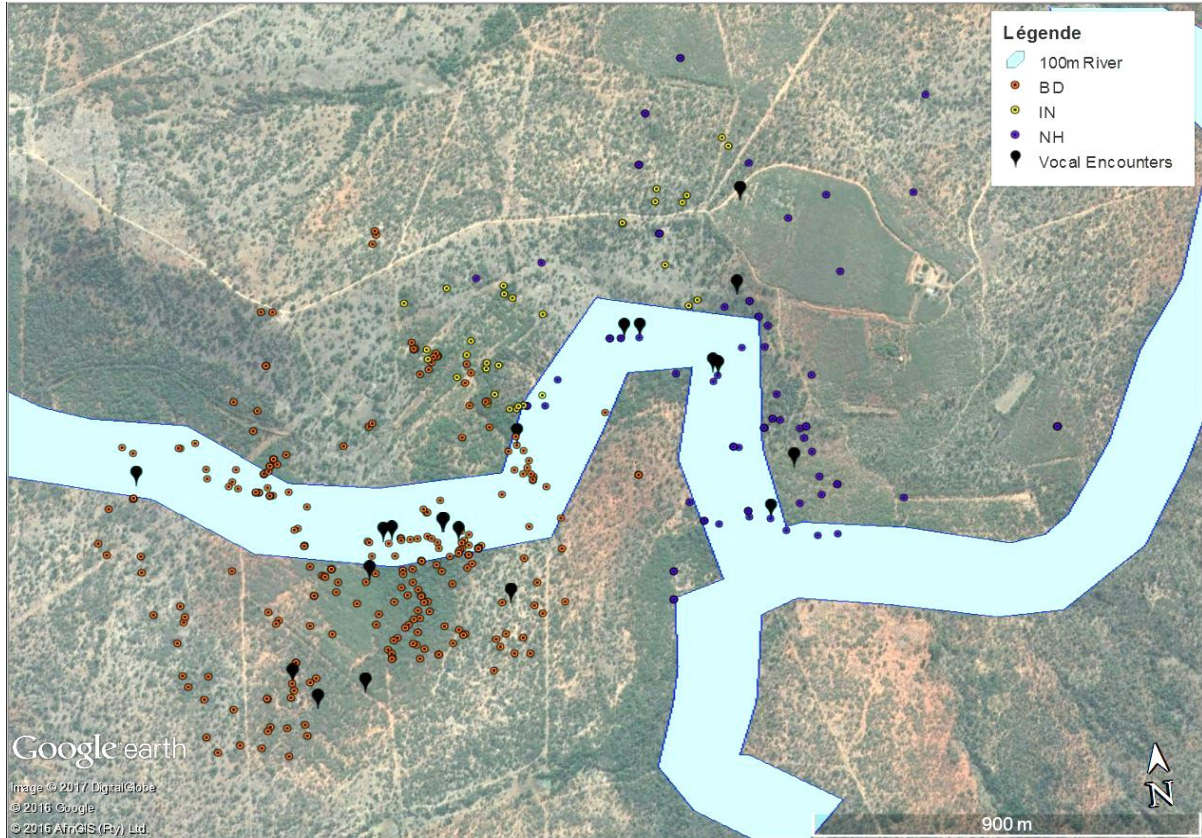 Légende
100m River
BD
IN
NH
Vocal Encounters
Google earth
Image © 2017 DigitalGlobe
© 2016 Google
© 2016 AfriGIS (Pty) Ltd.
N
900 m